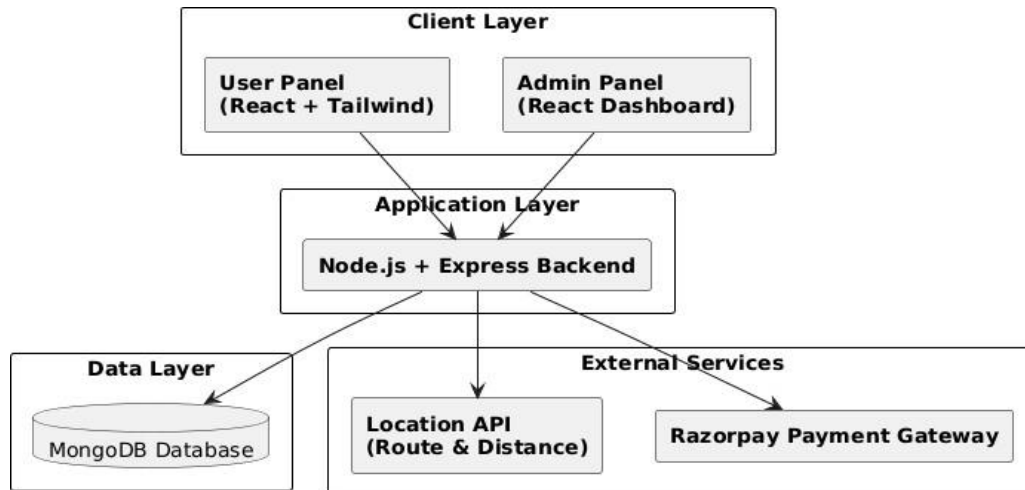 Client Layer
User Panel
(React + Tailwind)
Admin Panel
(React Dashboard)
Application Layer
Node.js + Express Backend
Data Layer
MongoDB Database
External Services
Location API
(Route & Distance)
Razorpay Payment Gateway